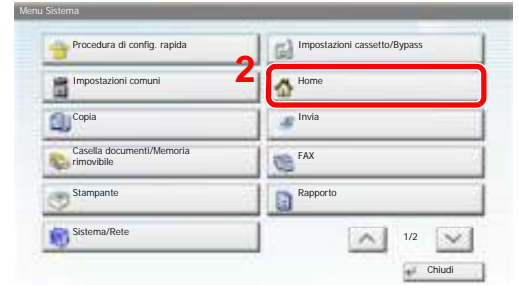 Menu Sistema
Procedura di config. rapida
Impostazioni cassetto/Bypass
2
Impostazioni comuni
Home
Copia
Invia
Casella documenti/Memoria
rimovibile
FAX
Stampante
Rapporto
Sistema/Rete
1/2
Chiudi